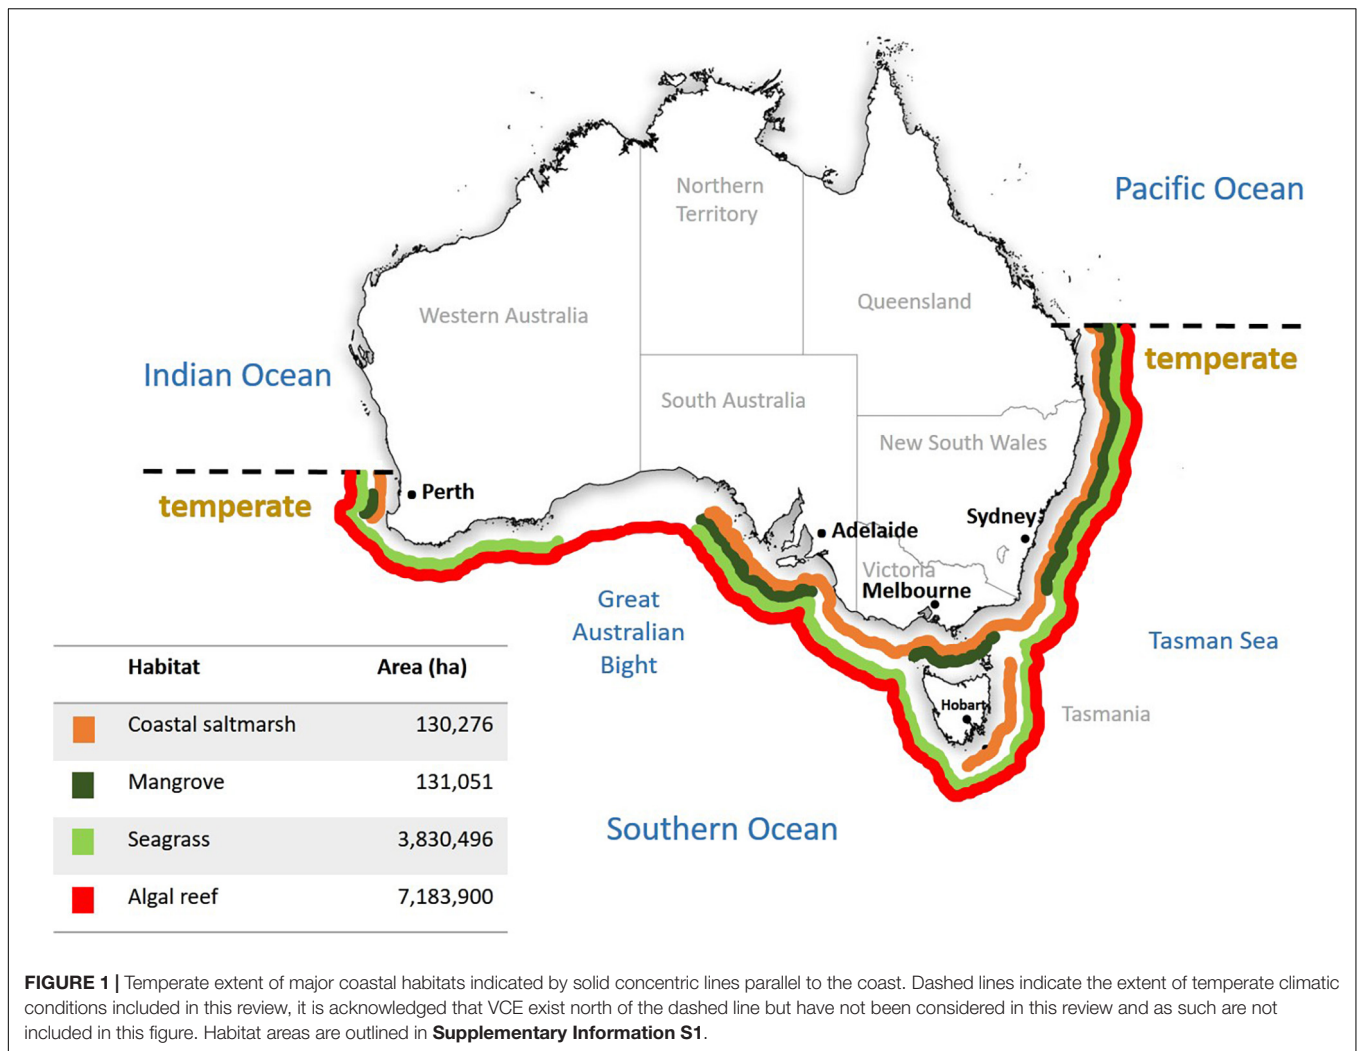 Pacific Ocean
Northern
Territory
Queensland
Western Australia
temperate
Indian Ocean
South Australia
New South Wales
Perth
temperate
Sydney
Adelaide
Victoria
Melbourne
Great
Australian
Bight
Tasman Sea
Hobart
Tasmania
Southern Ocean
Habitat Area (ha)
Coastal saltmarsh 130,276
Mangrove 131,051
Seagrass 3,830,496
Algal reef 7,183,900
FIGURE 1 | Temperate extent of major coastal habitats indicated by solid concentric lines parallel to the coast. Dashed lines indicate the extent of temperate climatic
conditions included in this review, it is acknowledged that VCE exist north of the dashed line but have not been considered in this review and as such are not
included in this figure. Habitat areas are outlined in Supplementary Information S1.